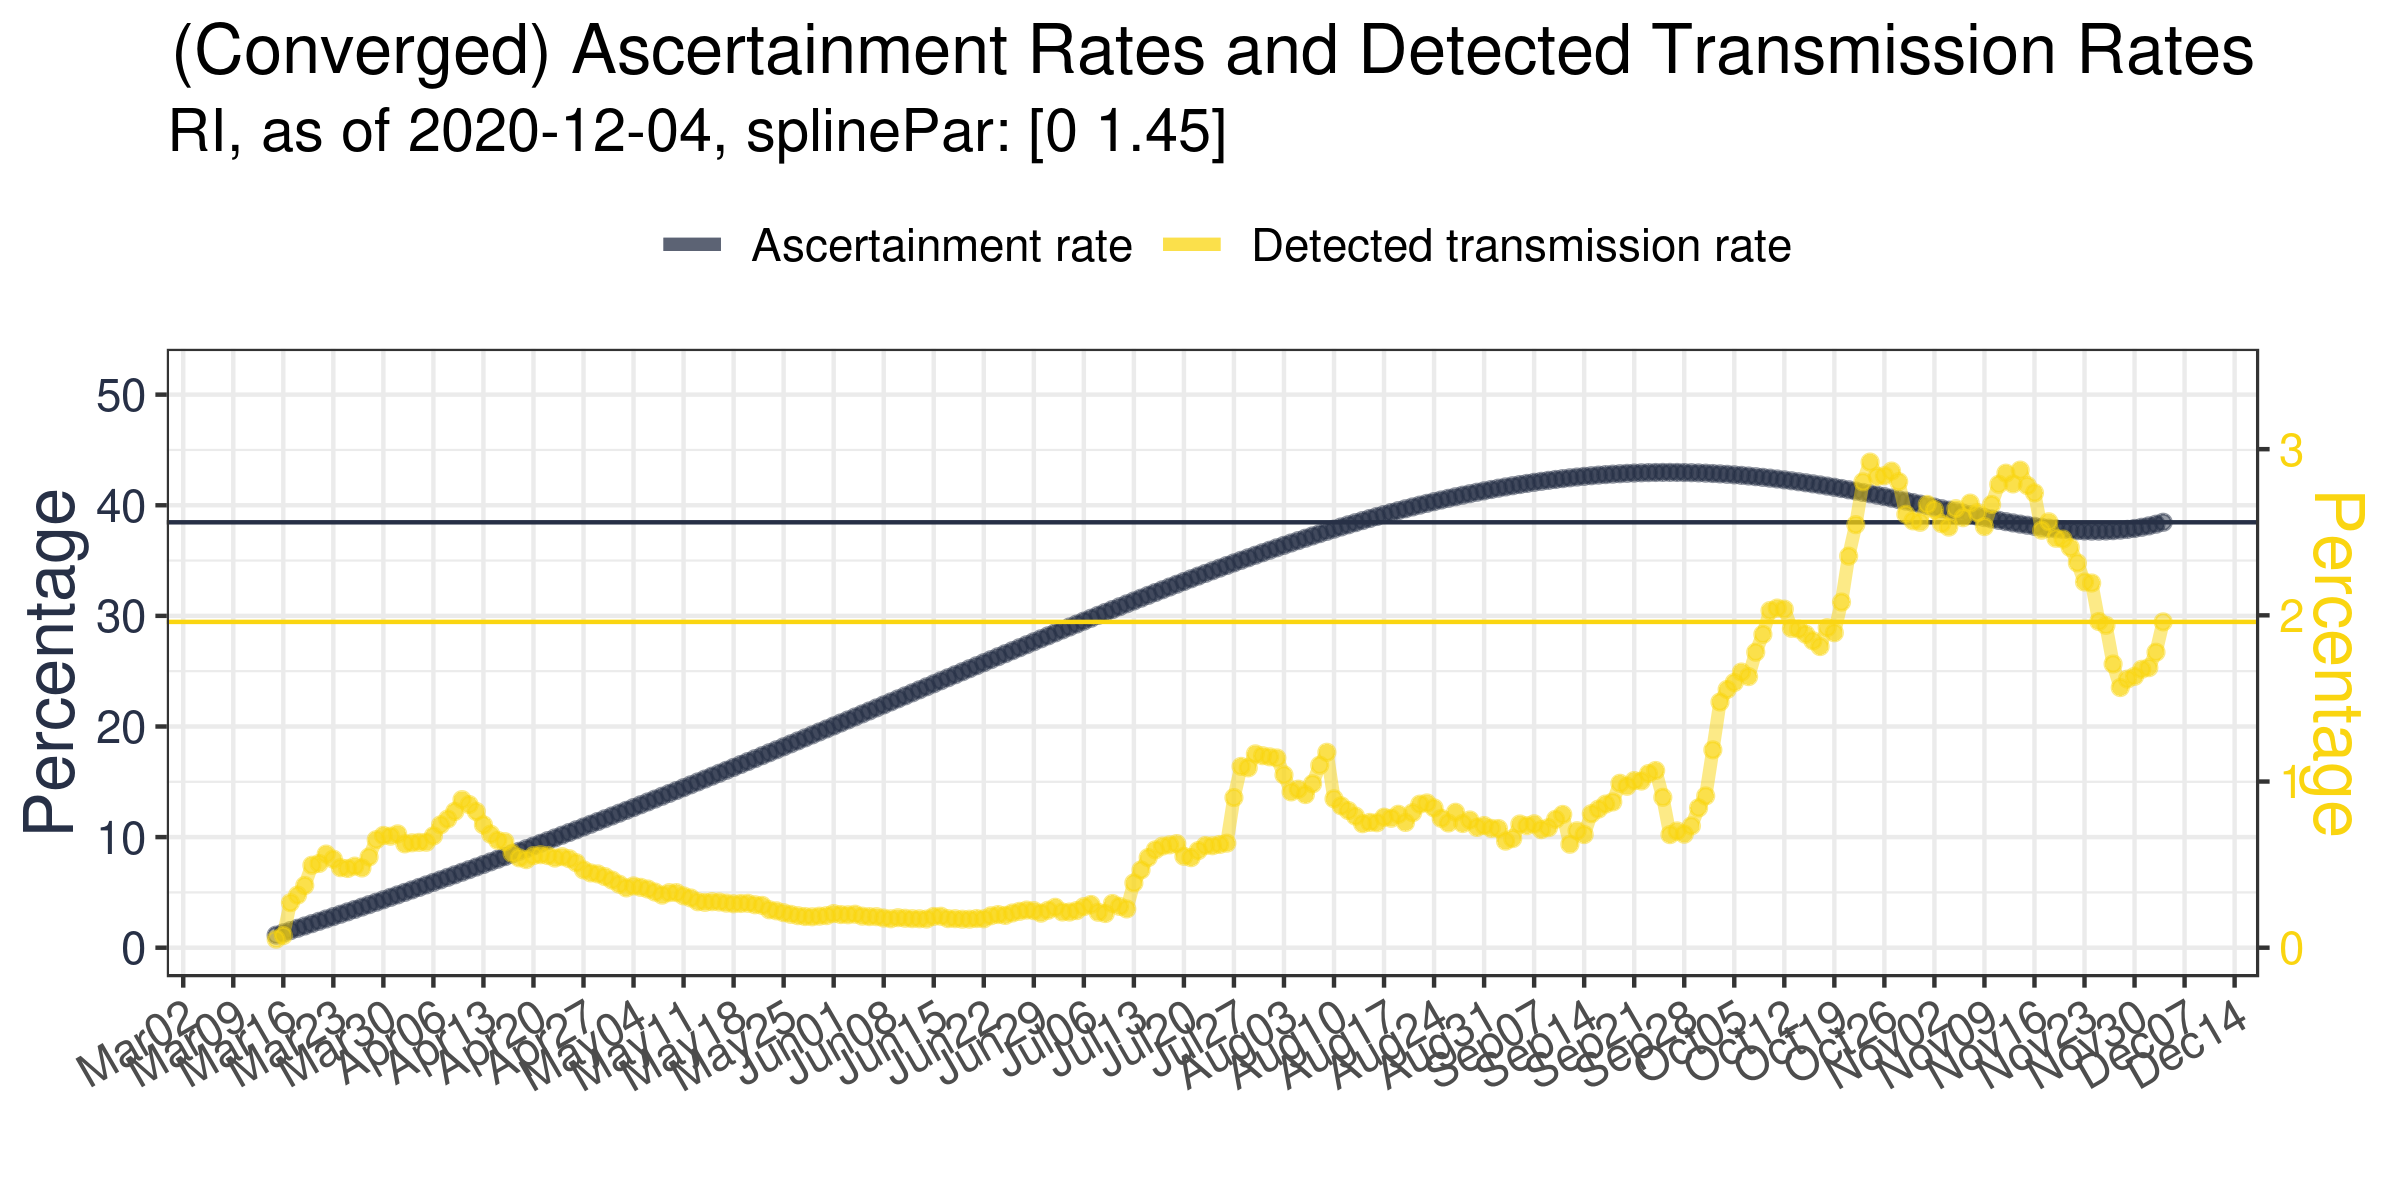 (Converged) Ascertainment Rates and Detected Transmission Rates
RI, as of 2020-12-04, splinePar: [0 1.45]
Ascertainment rate
Detected transmission rate
Percentage
50
40
30
20
10
0
3
2
1
0
Percentage
Mar02
Mar09
Mar16
Mar23
Mar30
Apr06
Apr13
Apr20
Apr27
May04
May11
May18
May25
Jun01
Jun08
Jun15
Jun22
Jun29
Jul06
Jul13
Jul20
Jul27
Aug03
Aug10
Aug17
Aug24
Aug31
Sep07
Sep14
Sep21
Sep28
Oct05
Oct12
Oct19
Oct26
Nov02
Nov09
Nov16
Nov23
Nov30
Dec07
Dec14